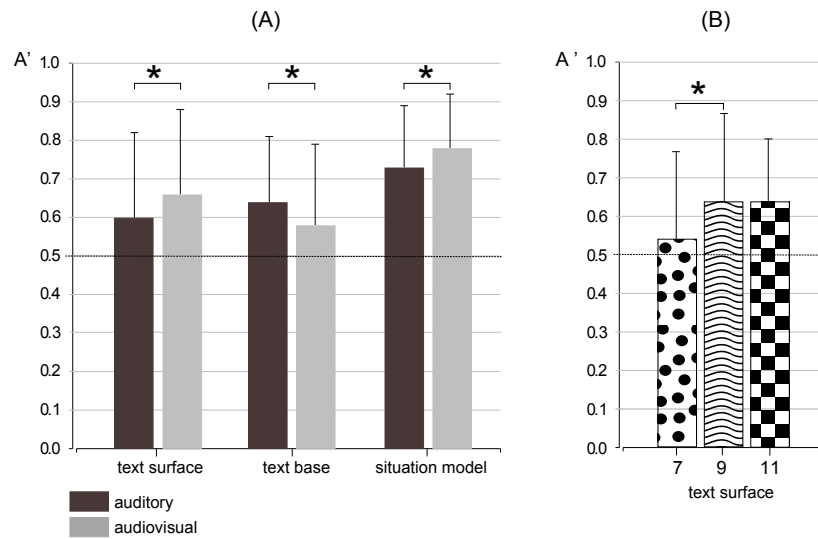 (A)
A’
1.0
0.9
0.8
0.7
0.6
0.5
0.4
0.3
0.2
0.1
0.0
*
*
*
text surface text base situation model
auditory
audiovisual
(B)
A ’
1.0
0.9
0.8
0.7
0.6
0.5
0.4
0.3
0.2
0.1
0.0
*
7 9 11
text surface